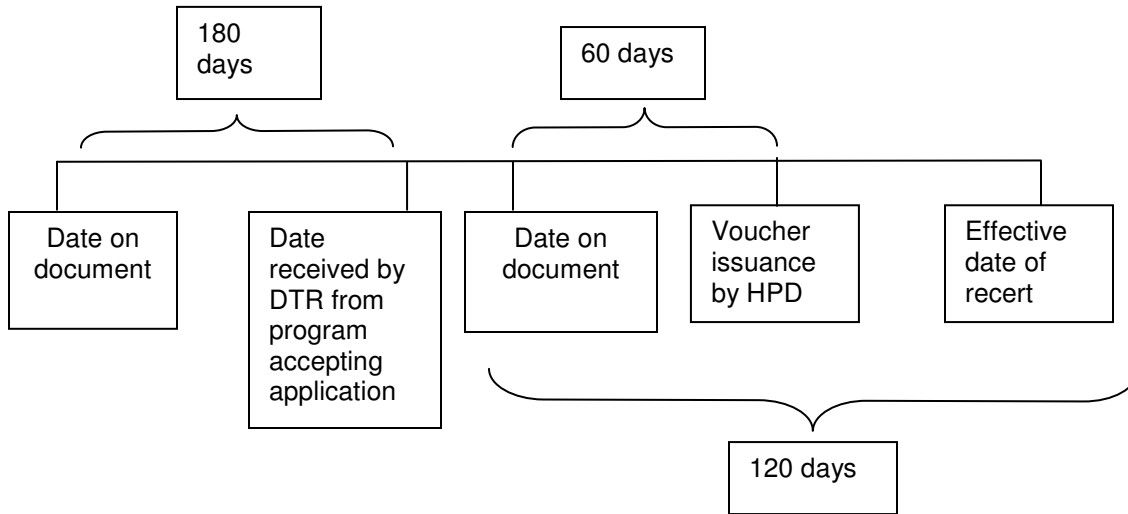 180
days
60 days
Date on
document
Date
received by
DTR from
program
accepting
application
Date on
document
Voucher
issuance
by HPD
Effective
date of
recert
120 days